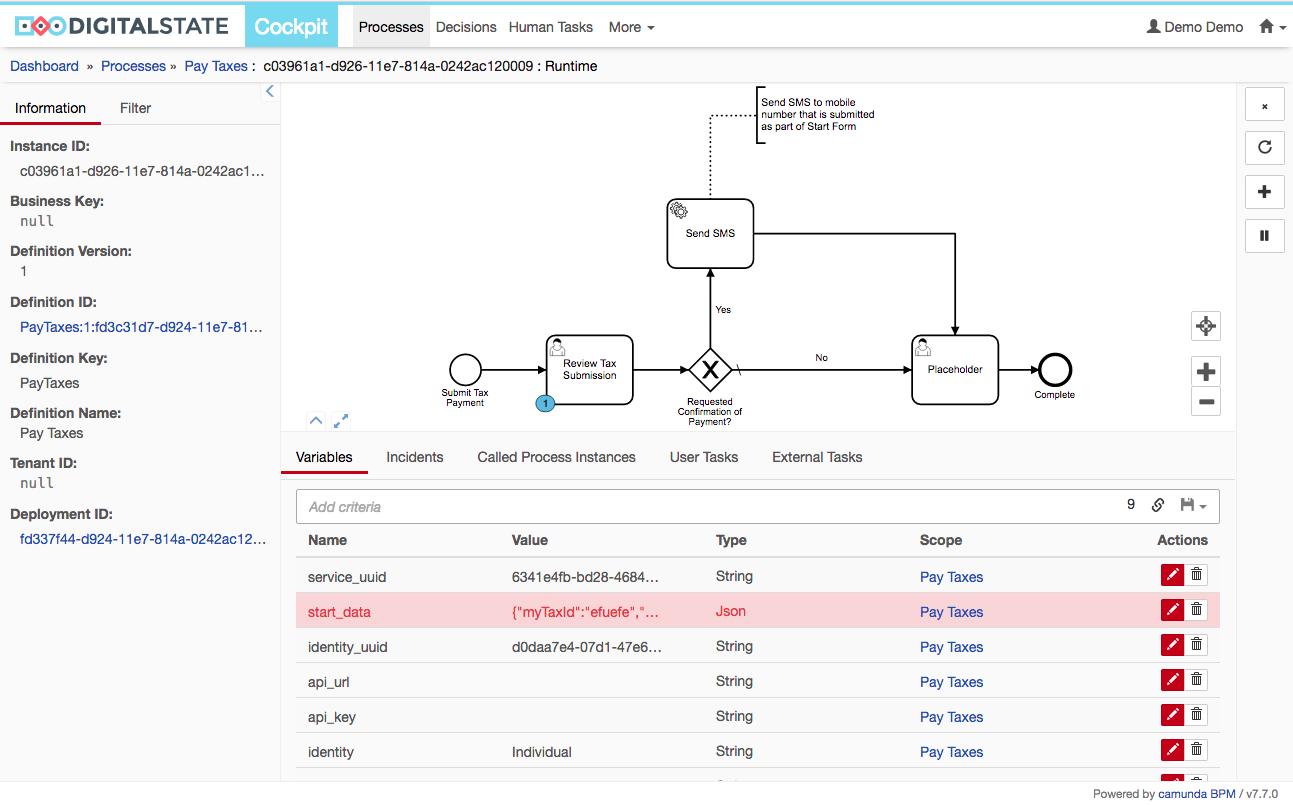 DIGITALSTATE Cockpit Processes Decisions Human Tasks More Demo Demo
Dashboard » Processes » Pay Taxes : c03961a1-d926-11e7-814a-0242ac120009 : Runtime
Information Filter
Instance ID:
c03961a1-d926-11e7-814a-0242ac1...
Business Key:
null
Definition Version:
1
Definition ID:
PayTaxes:1:fd3c31d7-d924-11e7-81...
Definition Key:
PayTaxes
Definition Name:
Pay Taxes
Tenant ID:
null
Deployment ID:
fd337f44-d924-11e7-814a-0242ac12...
Send SMS to mobile
number that is submitted
as part of Start Form
Send SMS
Yes
Submit Tax
Payment
Review Tax
Submission
1
X
Requested
Confirmation of
Payment?
No
Placeholder
Complete
Variables Incidents Called Process Instances User Tasks External Tasks
Add criteria 9
Name Value Type Scope Actions
service_uuid 6341e4fb-bd28-4684... String Pay Taxes
start_data {"myTaxId":"efuefe","... Json Pay Taxes
identity_uuid d0daa7e4-07d1-47e6... String Pay Taxes
api_url String Pay Taxes
api_key String Pay Taxes
identity Individual String Pay Taxes
Powered by camunda BPM / v7.7.0